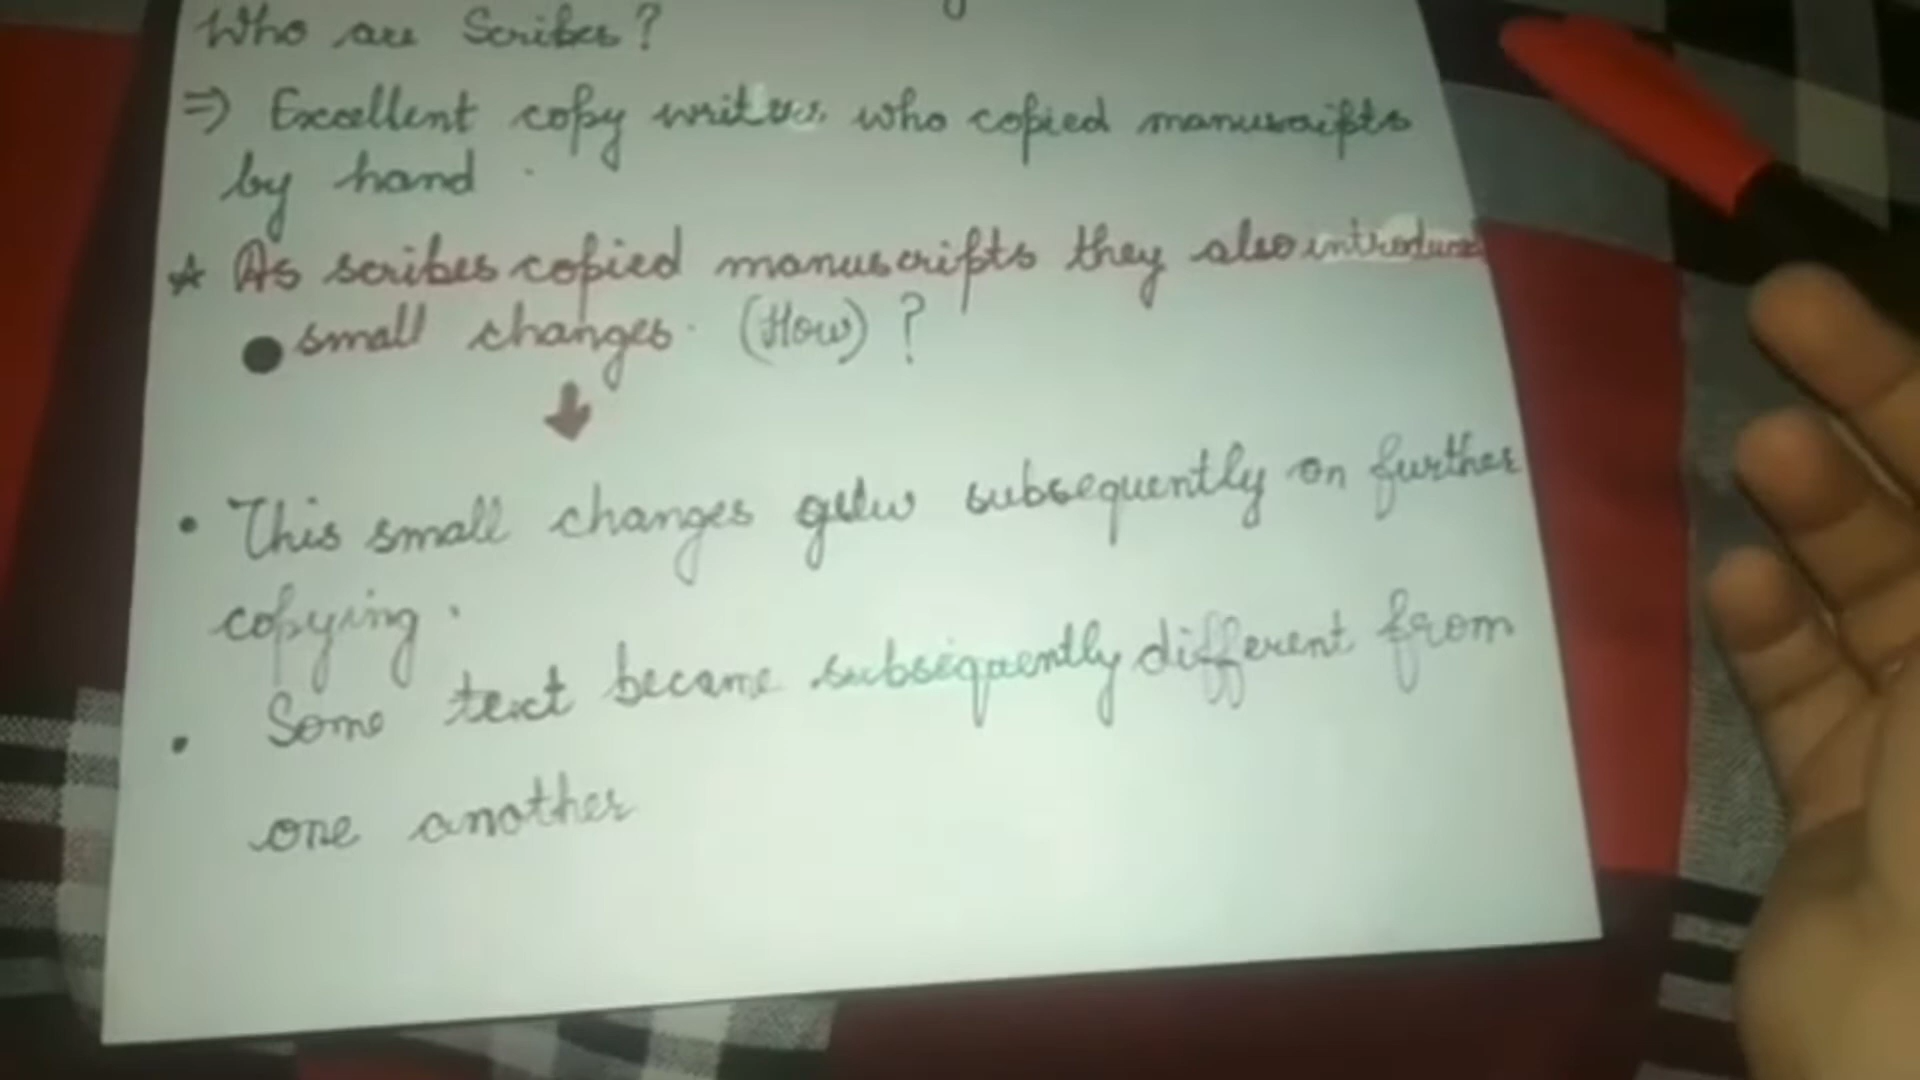 Who are Scribes?
⇒ Excellent copy writers who copied manuscripts
by hand.
☆ As scribes copied manuscripts they also introduced
small changes. (How)?
↓
• This small changes grew subsequently on further
copying.
• Some text became subsequently different from
one another